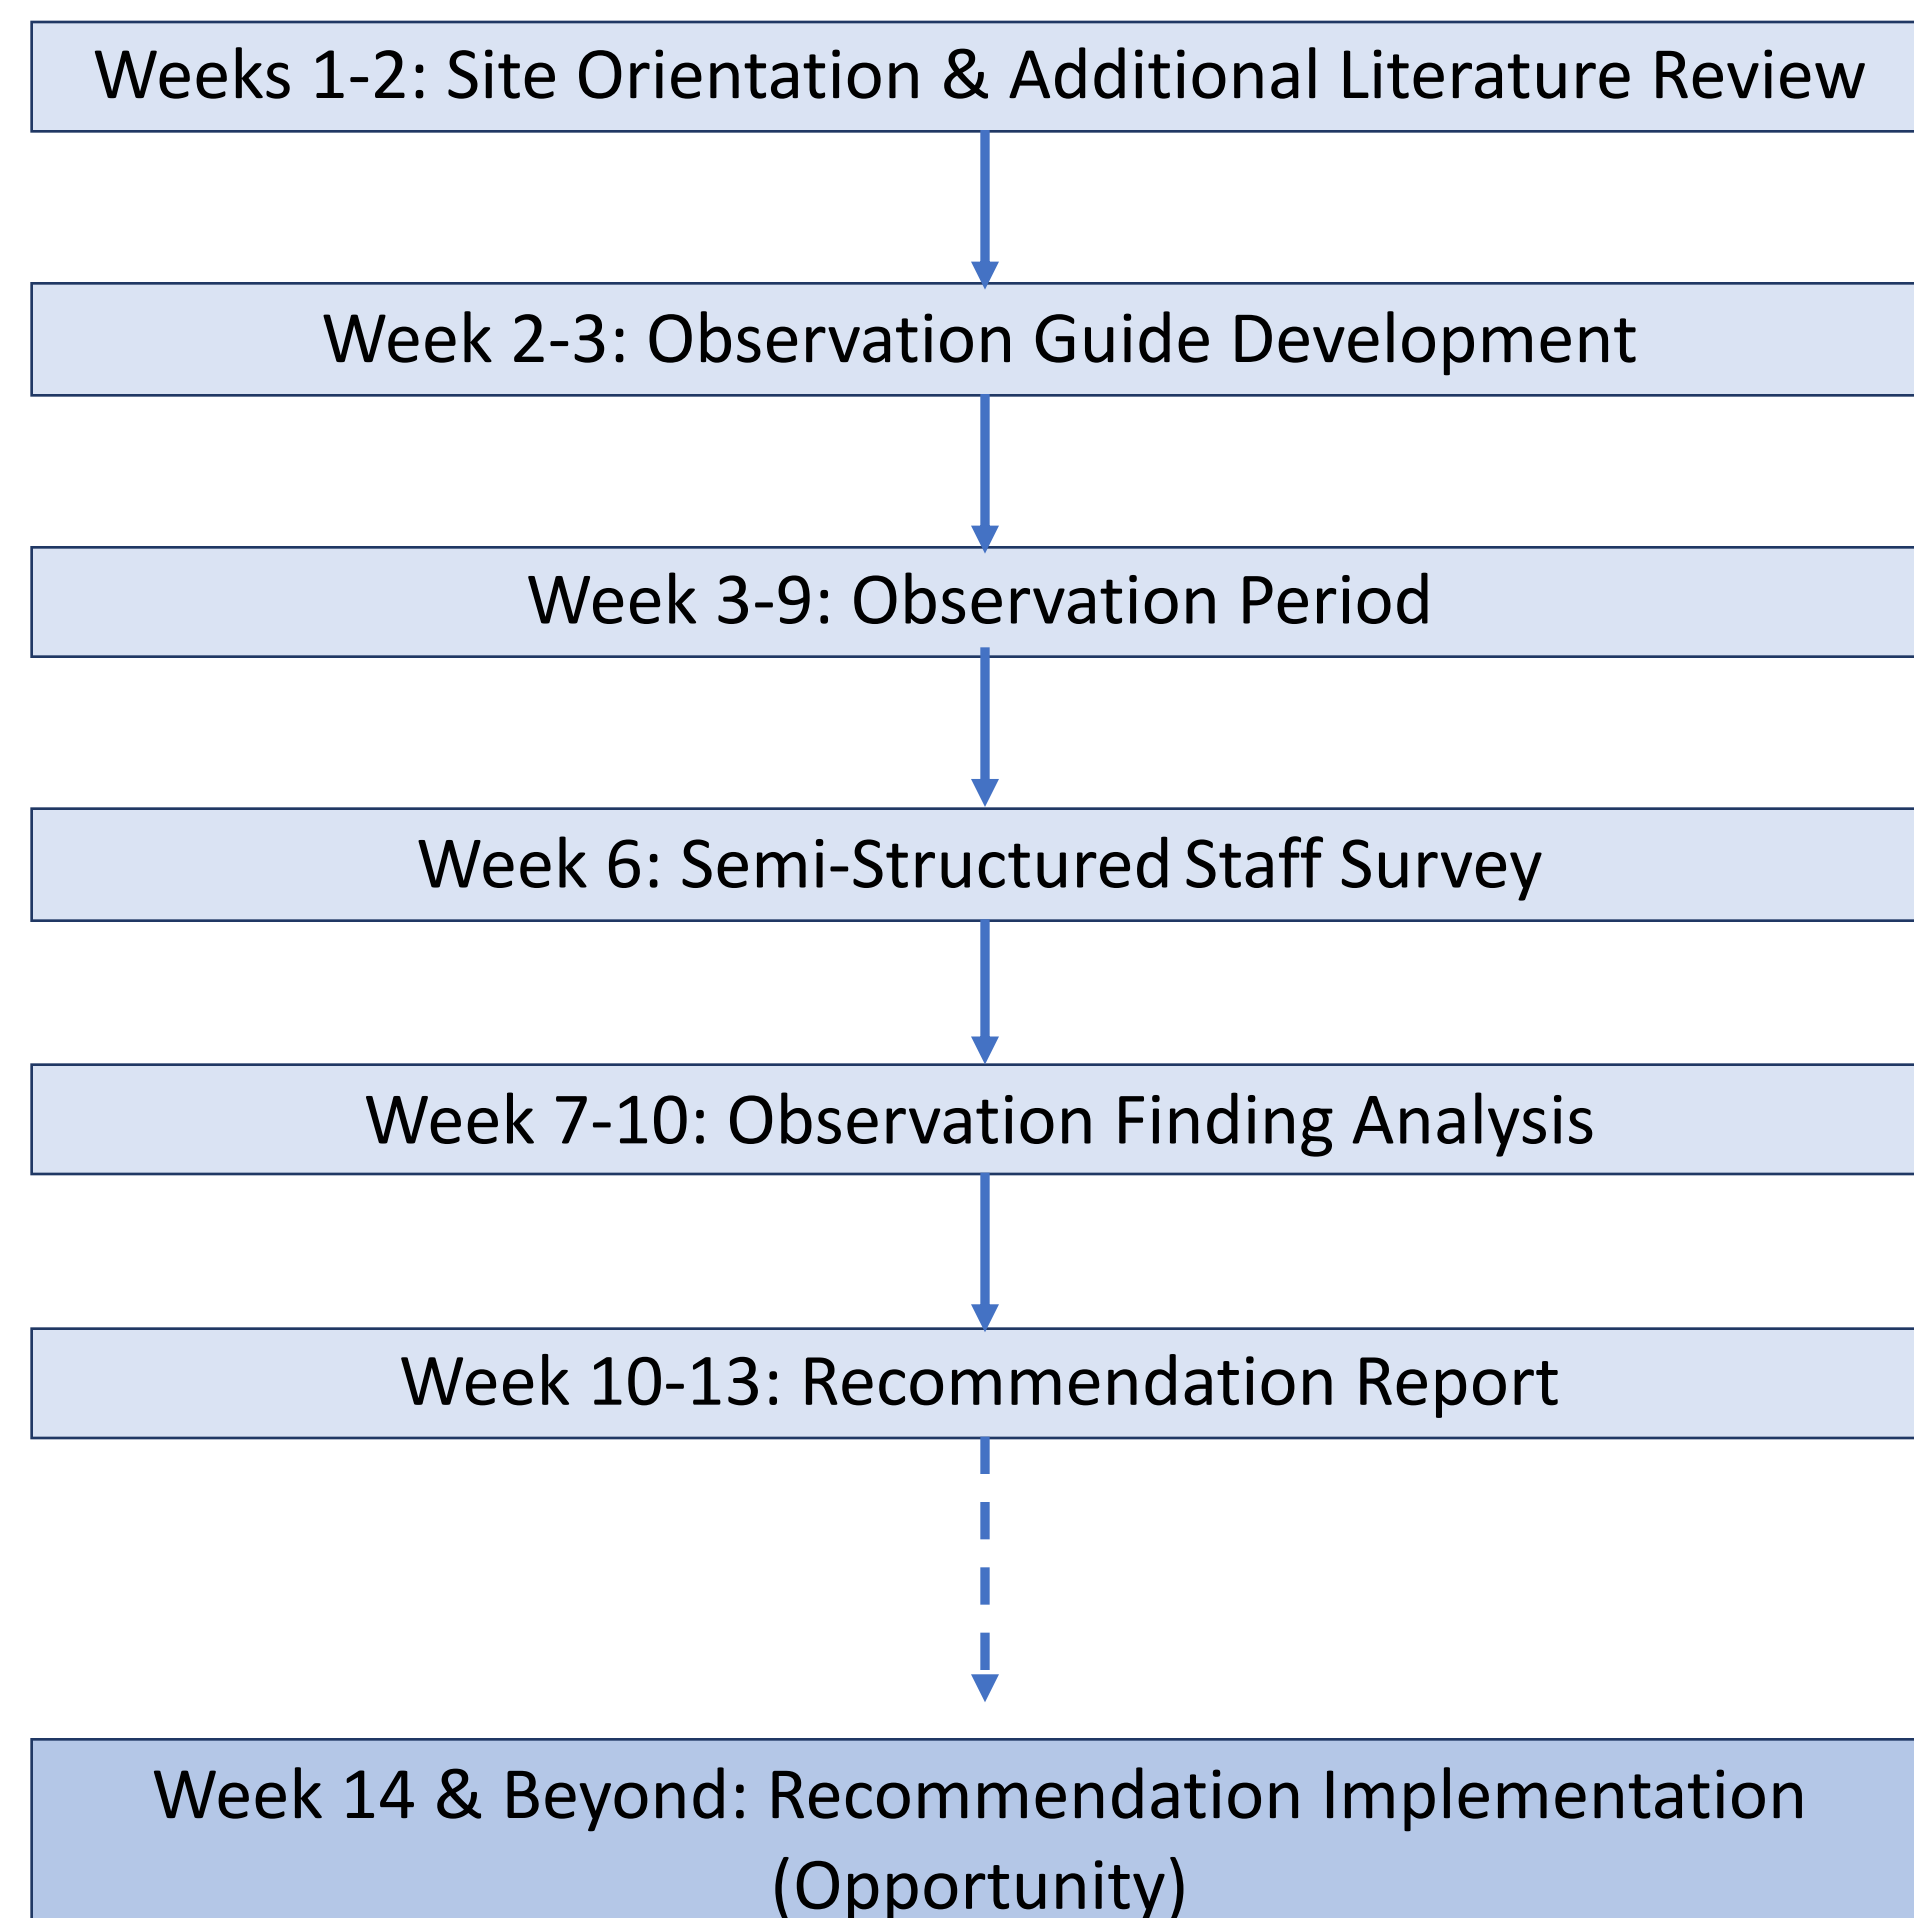 Weeks 1-2: Site Orientation & Additional Literature Review
Week 2-3: Observation Guide Development
Week 3-9: Observation Period
Week 6: Semi-Structured Staff Survey
Week 7-10: Observation Finding Analysis
Week 10-13: Recommendation Report
Week 14 & Beyond: Recommendation Implementation
(Opportunity)